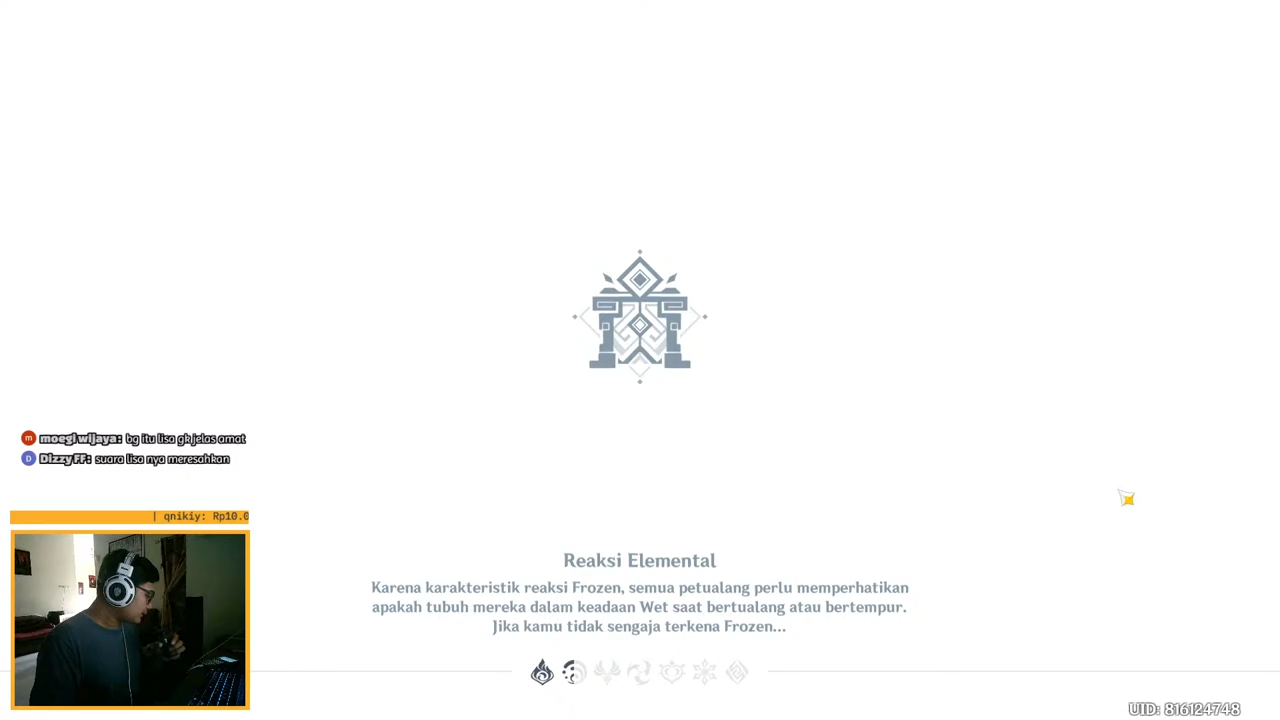 moegi wijaya: bg itu lisa gk jelas amat
Dizzy FF: suara lisa nya meresahkan
| qnikiy: Rp10.0
Reaksi Elemental
Karena karakteristik reaksi Frozen, semua petualang perlu memperhatikan
apakah tubuh mereka dalam keadaan Wet saat bertualang atau bertempur.
Jika kamu tidak sengaja terkena Frozen...
UID: 816124748